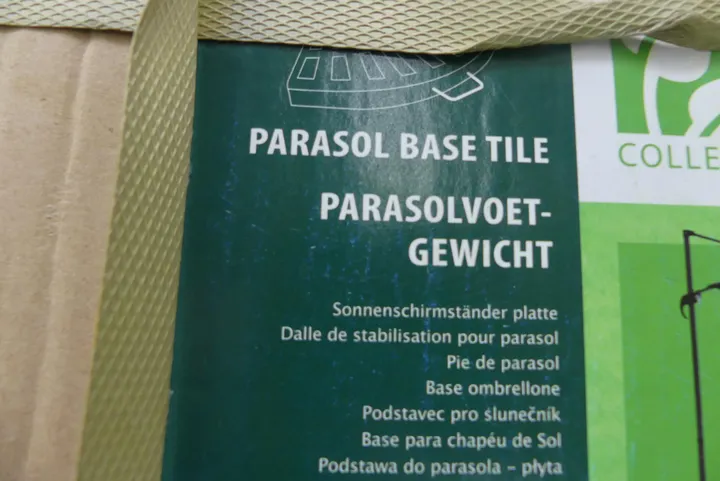 PARASOL BASE TILE
PARASOLVOET-
GEWICHT
Sonnenschirmständer platte
Dalle de stabilisation pour parasol
Pie de parasol
Base ombrellone
Podstavec pro slunečník
Base para chapéu de Sol
Podstawa do parasola – płyta
COLLE